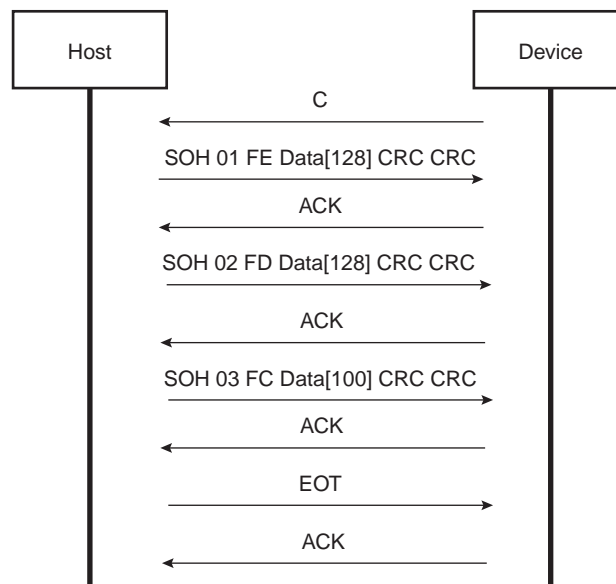 Host
Device
C
SOH 01 FE Data[128] CRC CRC
ACK
SOH 02 FD Data[128] CRC CRC
ACK
SOH 03 FC Data[100] CRC CRC
ACK
EOT
ACK